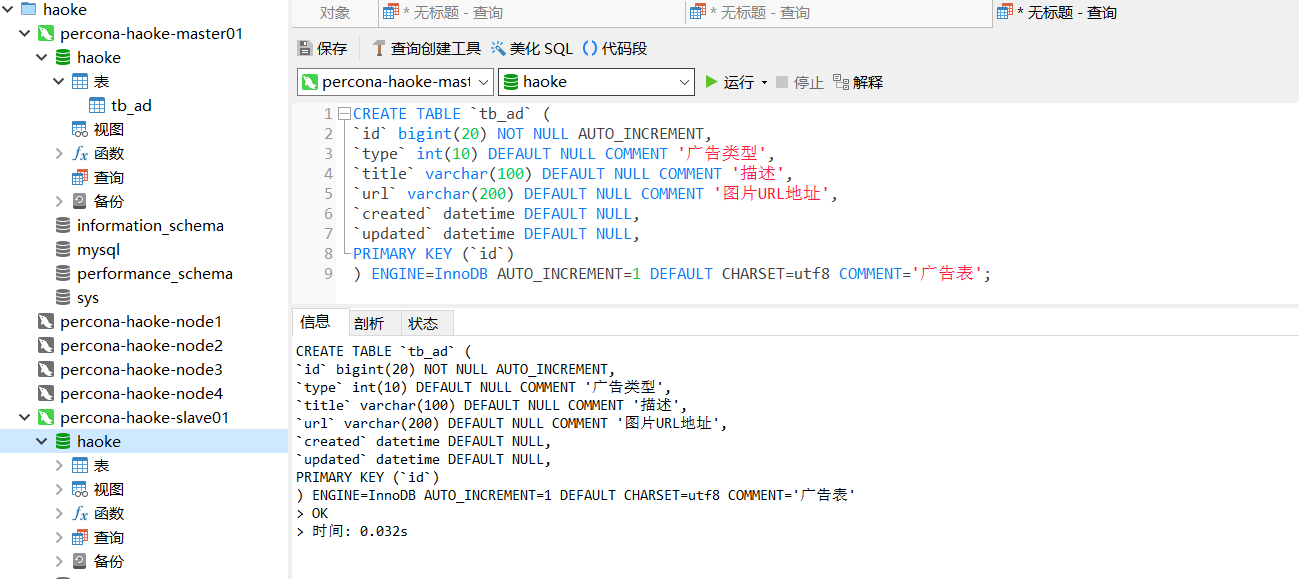 haoke
percona-haoke-master01
haoke
表
tb_ad
视图
函数
查询
备份
information_schema
mysql
performance_schema
sys
percona-haoke-node1
percona-haoke-node2
percona-haoke-node3
percona-haoke-node4
percona-haoke-slave01
haoke
表
视图
函数
查询
备份
对象 * 无标题 - 查询 * 无标题 - 查询 * 无标题 - 查询
保存 查询创建工具 美化 SQL () 代码段
percona-haoke-mast haoke 运行 停止 解释
1 CREATE TABLE `tb_ad` (
2 `id` bigint(20) NOT NULL AUTO_INCREMENT,
3 `type` int(10) DEFAULT NULL COMMENT '广告类型',
4 `title` varchar(100) DEFAULT NULL COMMENT '描述',
5 `url` varchar(200) DEFAULT NULL COMMENT '图片URL地址',
6 `created` datetime DEFAULT NULL,
7 `updated` datetime DEFAULT NULL,
8 PRIMARY KEY (`id`)
9 ) ENGINE=InnoDB AUTO_INCREMENT=1 DEFAULT CHARSET=utf8 COMMENT='广告表';
信息 剖析 状态
CREATE TABLE `tb_ad` (
`id` bigint(20) NOT NULL AUTO_INCREMENT,
`type` int(10) DEFAULT NULL COMMENT '广告类型',
`title` varchar(100) DEFAULT NULL COMMENT '描述',
`url` varchar(200) DEFAULT NULL COMMENT '图片URL地址',
`created` datetime DEFAULT NULL,
`updated` datetime DEFAULT NULL,
PRIMARY KEY (`id`)
) ENGINE=InnoDB AUTO_INCREMENT=1 DEFAULT CHARSET=utf8 COMMENT='广告表'
> OK
> 时间: 0.032s